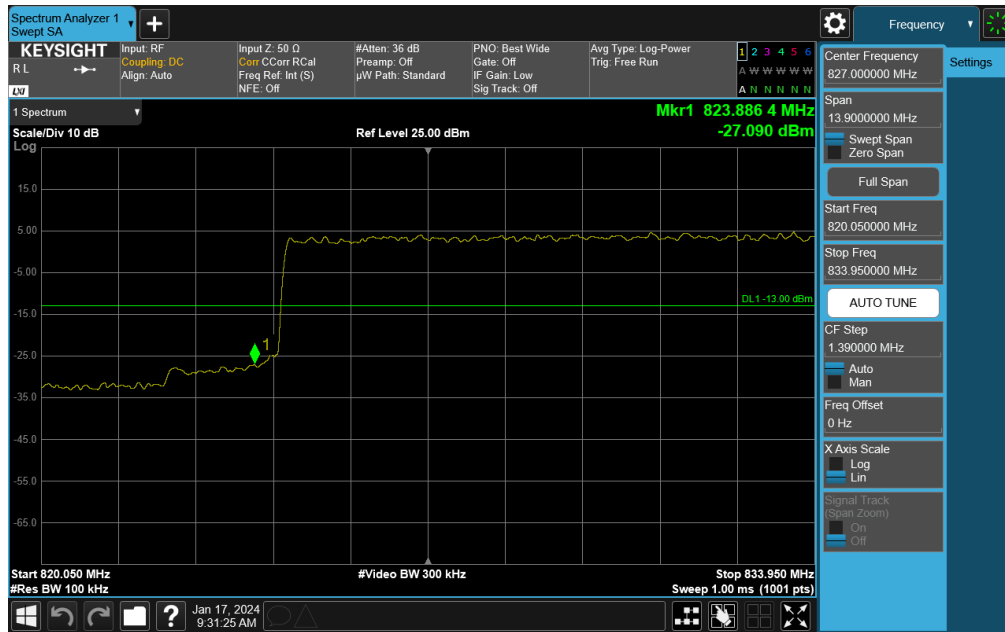 Spectrum Analyzer 1
Swept SA
+
Frequency
KEYSIGHT
R L
LXI
Input: RF
Coupling: DC
Align: Auto
Input Z: 50 Ω
Corr CCorr RCal
Freq Ref: Int (S)
NFE: Off
#Atten: 36 dB
Preamp: Off
µW Path: Standard
PNO: Best Wide
Gate: Off
IF Gain: Low
Sig Track: Off
Avg Type: Log-Power
Trig: Free Run
1 2 3 4 5 6
A W W W W W
A N N N N N
1 Spectrum
Scale/Div 10 dB
Log
Ref Level 25.00 dBm
Mkr1 823.886 4 MHz
-27.090 dBm
15.0
5.00
-5.00
-15.0
-25.0
-35.0
-45.0
-55.0
-65.0
DL1 -13.00 dBm
1
Start 820.050 MHz
#Res BW 100 kHz
#Video BW 300 kHz
Stop 833.950 MHz
Sweep 1.00 ms (1001 pts)
Center Frequency
827.000000 MHz
Settings
Span
13.9000000 MHz
Swept Span
Zero Span
Full Span
Start Freq
820.050000 MHz
Stop Freq
833.950000 MHz
AUTO TUNE
CF Step
1.390000 MHz
Auto
Man
Freq Offset
0 Hz
X Axis Scale
Log
Lin
Signal Track
(Span Zoom)
On
Off
?
Jan 17, 2024
9:31:25 AM